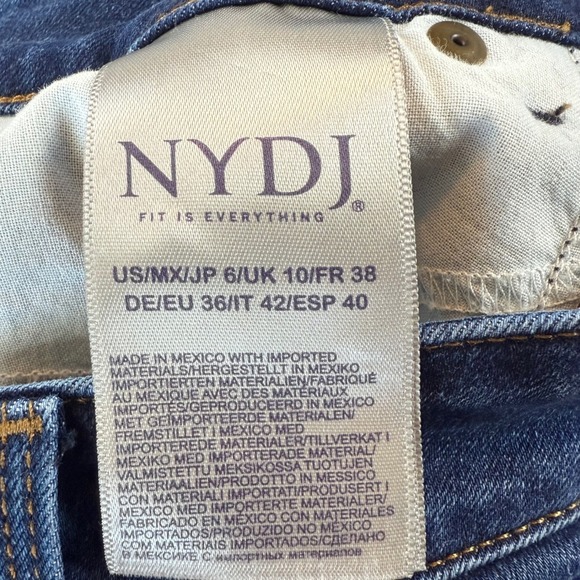 NYDJ®
FIT IS EVERYTHING
US/MX/JP 6/UK 10/FR 38
DE/EU 36/IT 42/ESP 40
MADE IN MEXICO WITH IMPORTED
MATERIALS/HERGESTELLT IN MEXIKO
IMPORTIERTEN MATERIALIEN/FABRIQUÉ
AU MEXIQUE AVEC DES MATÉRIAUX
IMPORTÉS/GEPRODUCEERD IN MEXICO
MET GEÏMPORTEERDE MATERIALEN/
FREMSTILLET I MEXICO MED
IMPORTEREDE MATERIALER/TILLVERKAT I
MEXIKO MED IMPORTERADE MATERIAL/
VALMISTETTU MEKSIKOSSA TUOTUJEN
MATERIAALIEN/PRODOTTO IN MESSICO
CON MATERIALI IMPORTATI/PRODUSERT I
MED IMPORTERTE MATERIALER/
FABRICADO EN MÉXICO CON MATERIALES
IMPORTADOS/PRODUZIDO NO MÉXICO
COM MATERIAIS IMPORTADOS/СДЕЛАНО
В МЕКСИКЕ с импортных материалов